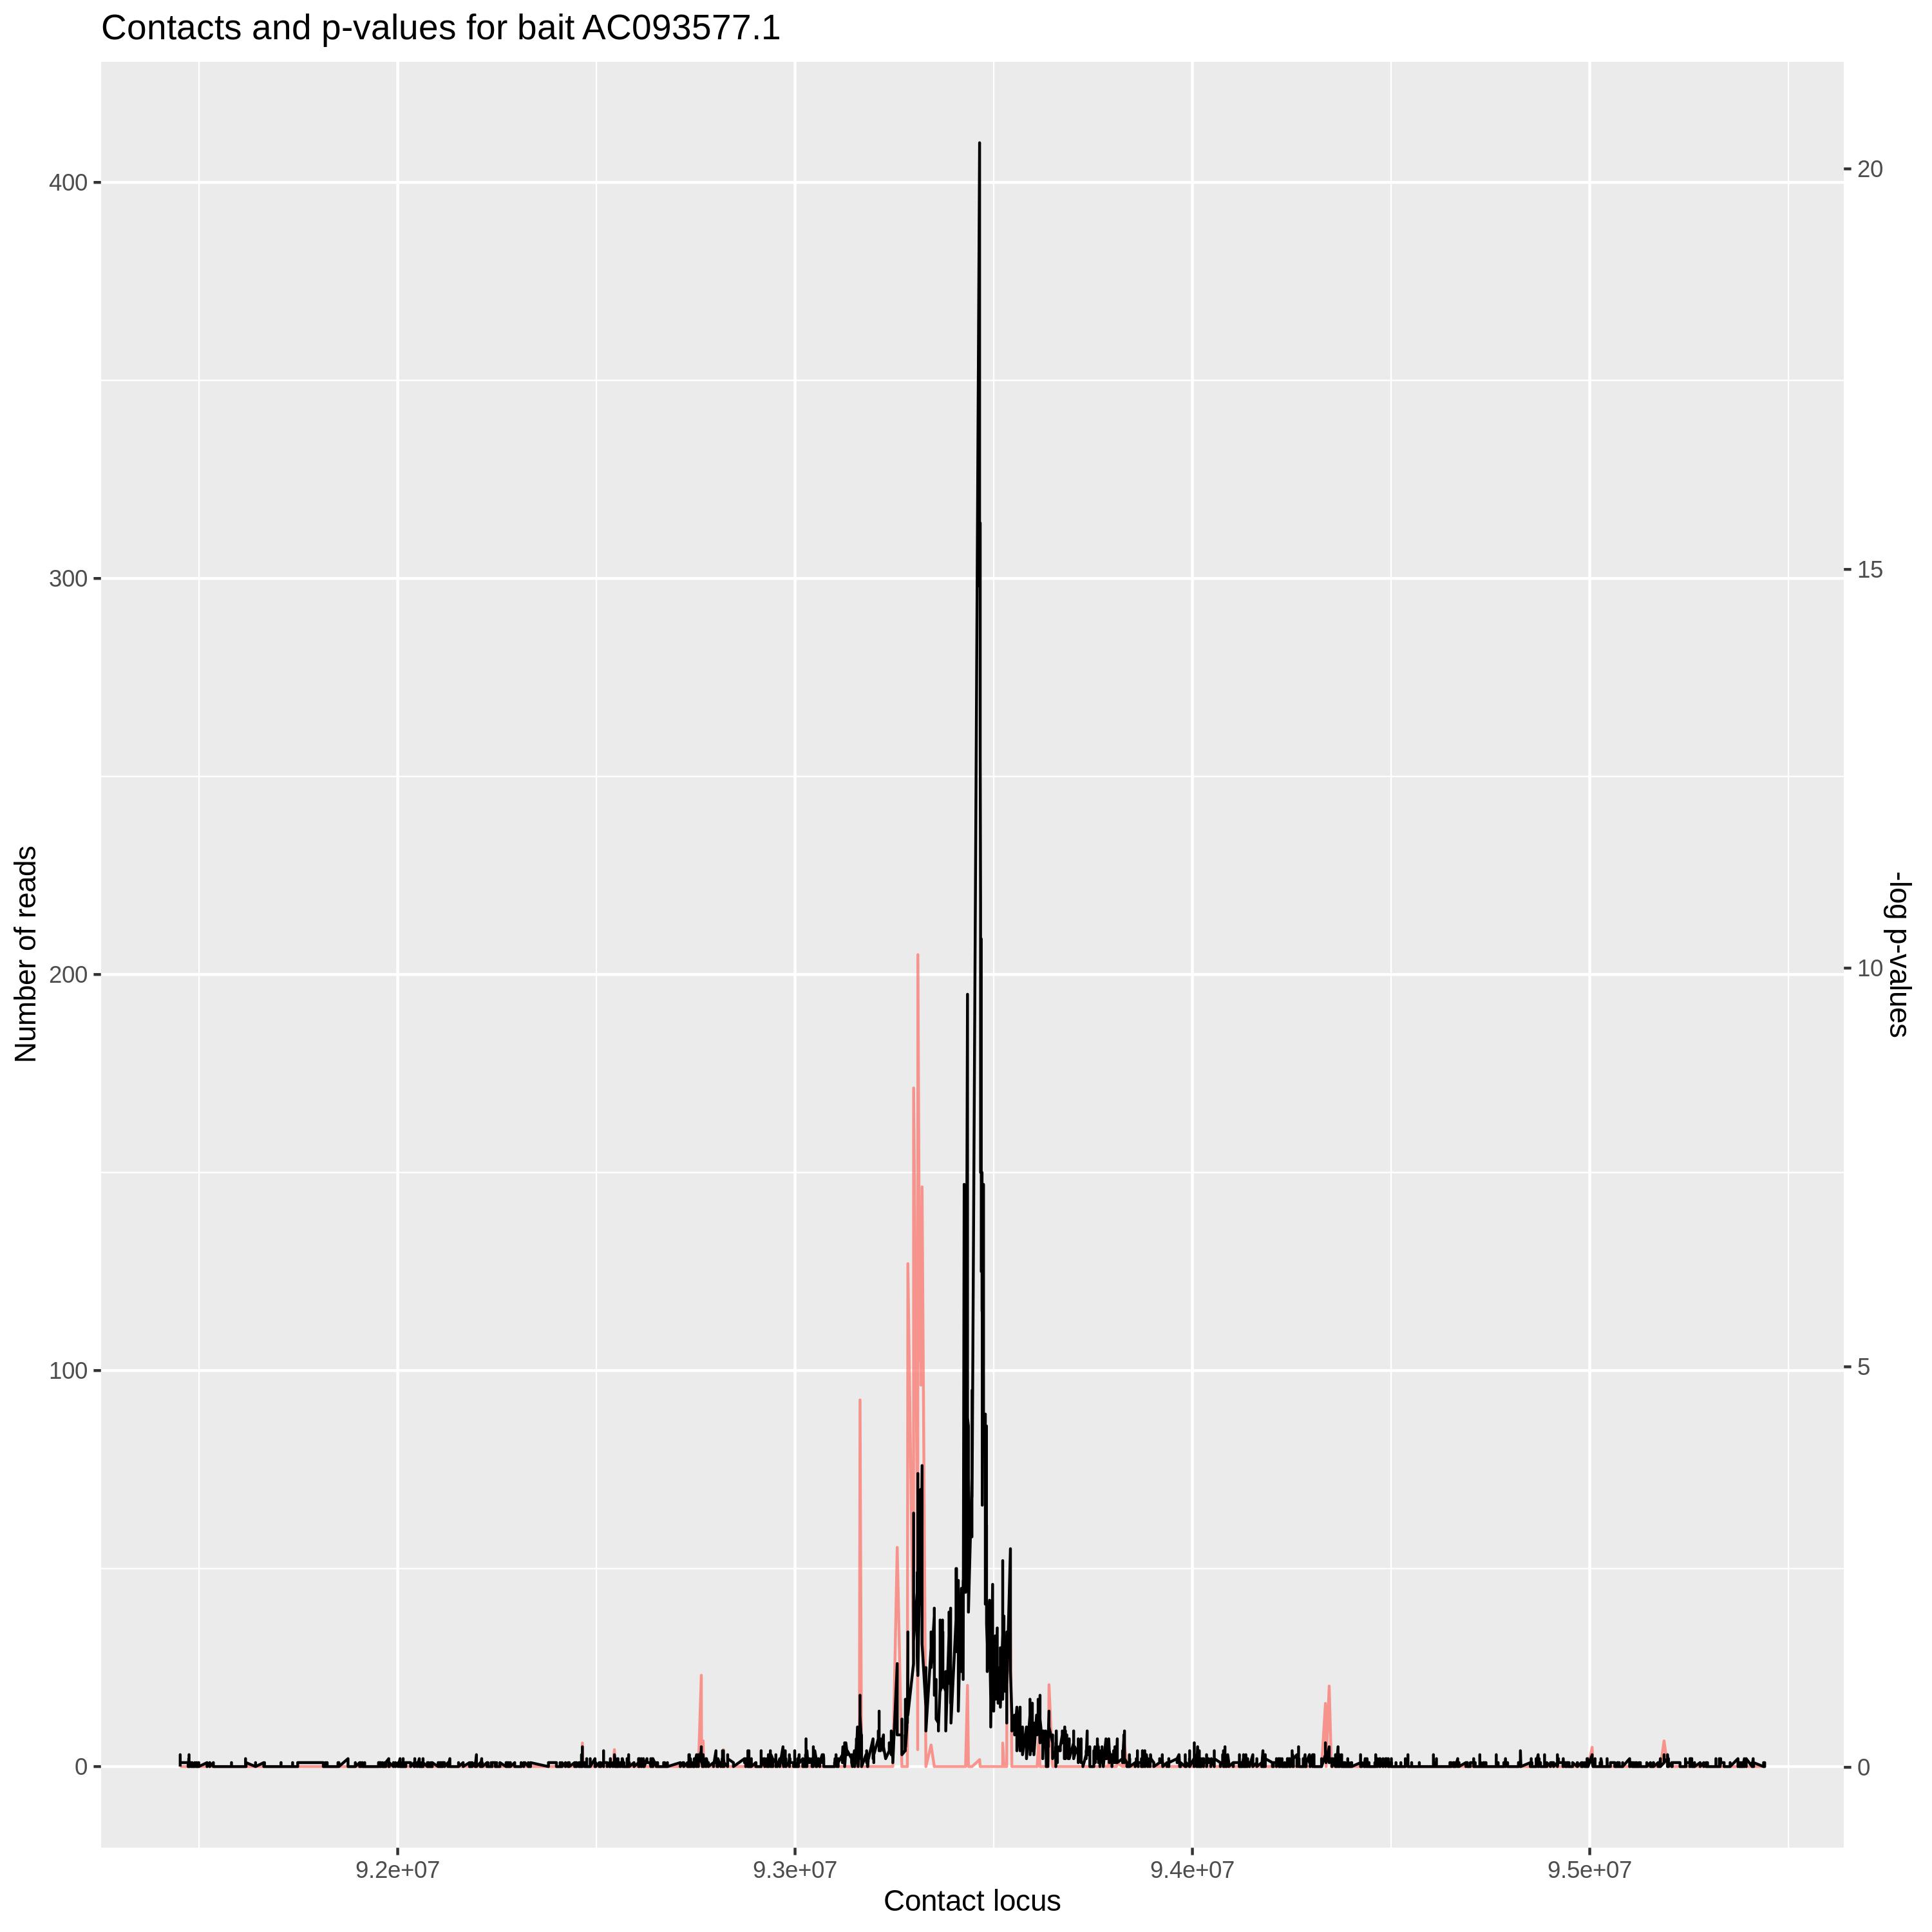 Contacts and p-values for bait AC093577.1
400
300
200
100
0
Number of reads
20
15
10
5
0
-log p-values
9.2e+07
9.3e+07
9.4e+07
9.5e+07
Contact locus